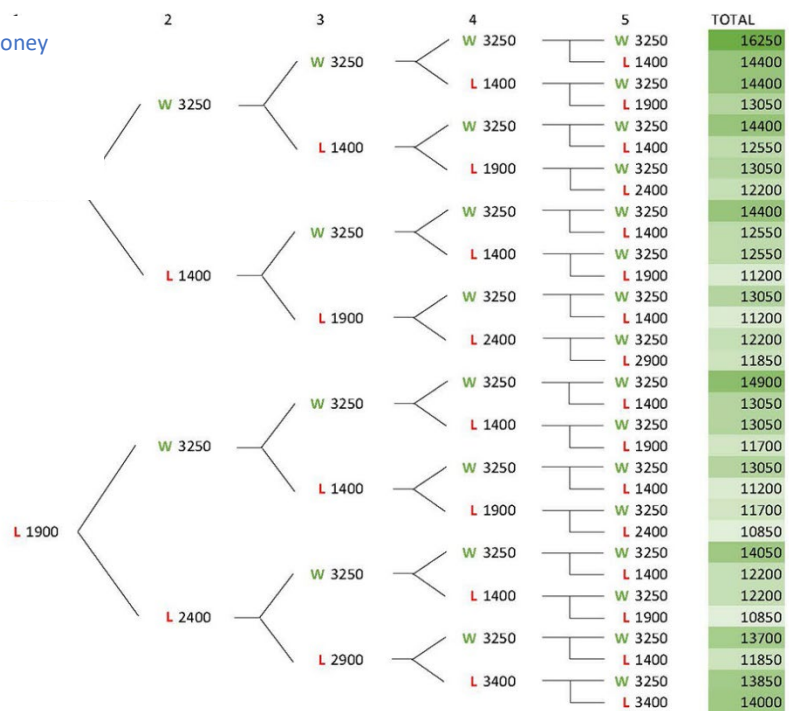 2 3 4 5 TOTAL
oney
W 3250 W 3250 16250
W 3250 L 1400 14400
L 1400 W 3250 14400
W 3250 L 1900 13050
W 3250 W 3250 14400
L 1400 L 1400 12550
L 1900 W 3250 13050
L 2400 12200
W 3250 W 3250 14400
W 3250 L 1400 12550
L 1400 W 3250 12550
L 1400 L 1900 11200
W 3250 W 3250 13050
L 1900 L 1400 11200
L 2400 W 3250 12200
L 2900 11850
W 3250 W 3250 14900
W 3250 L 1400 13050
L 1400 W 3250 13050
W 3250 L 1900 11700
W 3250 W 3250 13050
L 1400 L 1400 11200
L 1900 W 3250 11700
L 1900 L 2400 10850
W 3250 W 3250 14050
W 3250 L 1400 12200
L 1400 W 3250 12200
L 2400 L 1900 10850
W 3250 W 3250 13700
L 2900 L 1400 11850
L 3400 W 3250 13850
L 3400 14000